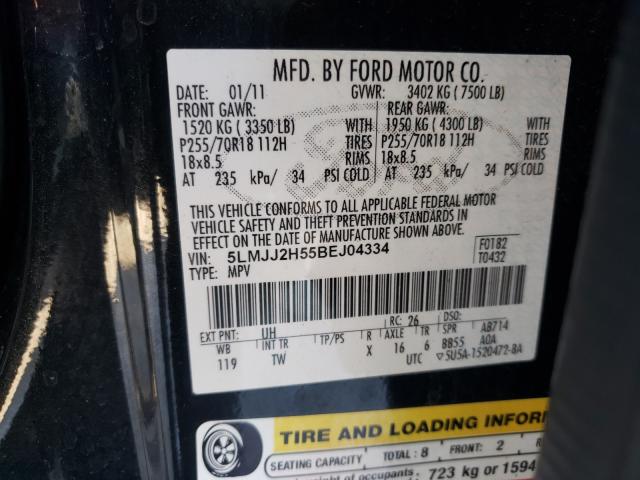 MFD. BY FORD MOTOR CO.
DATE: 01/11 GVWR: 3402 KG ( 7500 LB)
FRONT GAWR: REAR GAWR:
1520 KG ( 3350 LB) WITH 1950 KG ( 4300 LB) WITH
P255/70R18 112H TIRES P255/70R18 112H TIRES
18x8.5 RIMS 18x8.5 RIMS
AT 235 kPa/ 34 PSI COLD AT 235 kPa/ 34 PSI COLD
THIS VEHICLE CONFORMS TO ALL APPLICABLE FEDERAL MOTOR
VEHICLE SAFETY AND THEFT PREVENTION STANDARDS IN
EFFECT ON THE DATE OF MANUFACTURE SHOWN ABOVE.
VIN: 5LMJJ2H55BEJ04334 F0182
TYPE: MPV T0432
EXT PNT: UH RC: 26 DSO:
WB INT TR TP/PS R AXLE TR SPR AB714
119 TW X 16 6 BB55 AOA
UTC ▽5U5A-1520472-BA
TIRE AND LOADING INFOR
SEATING CAPACITY TOTAL : 8 FRONT: 2
weight of occupants. 723 kg or 1594